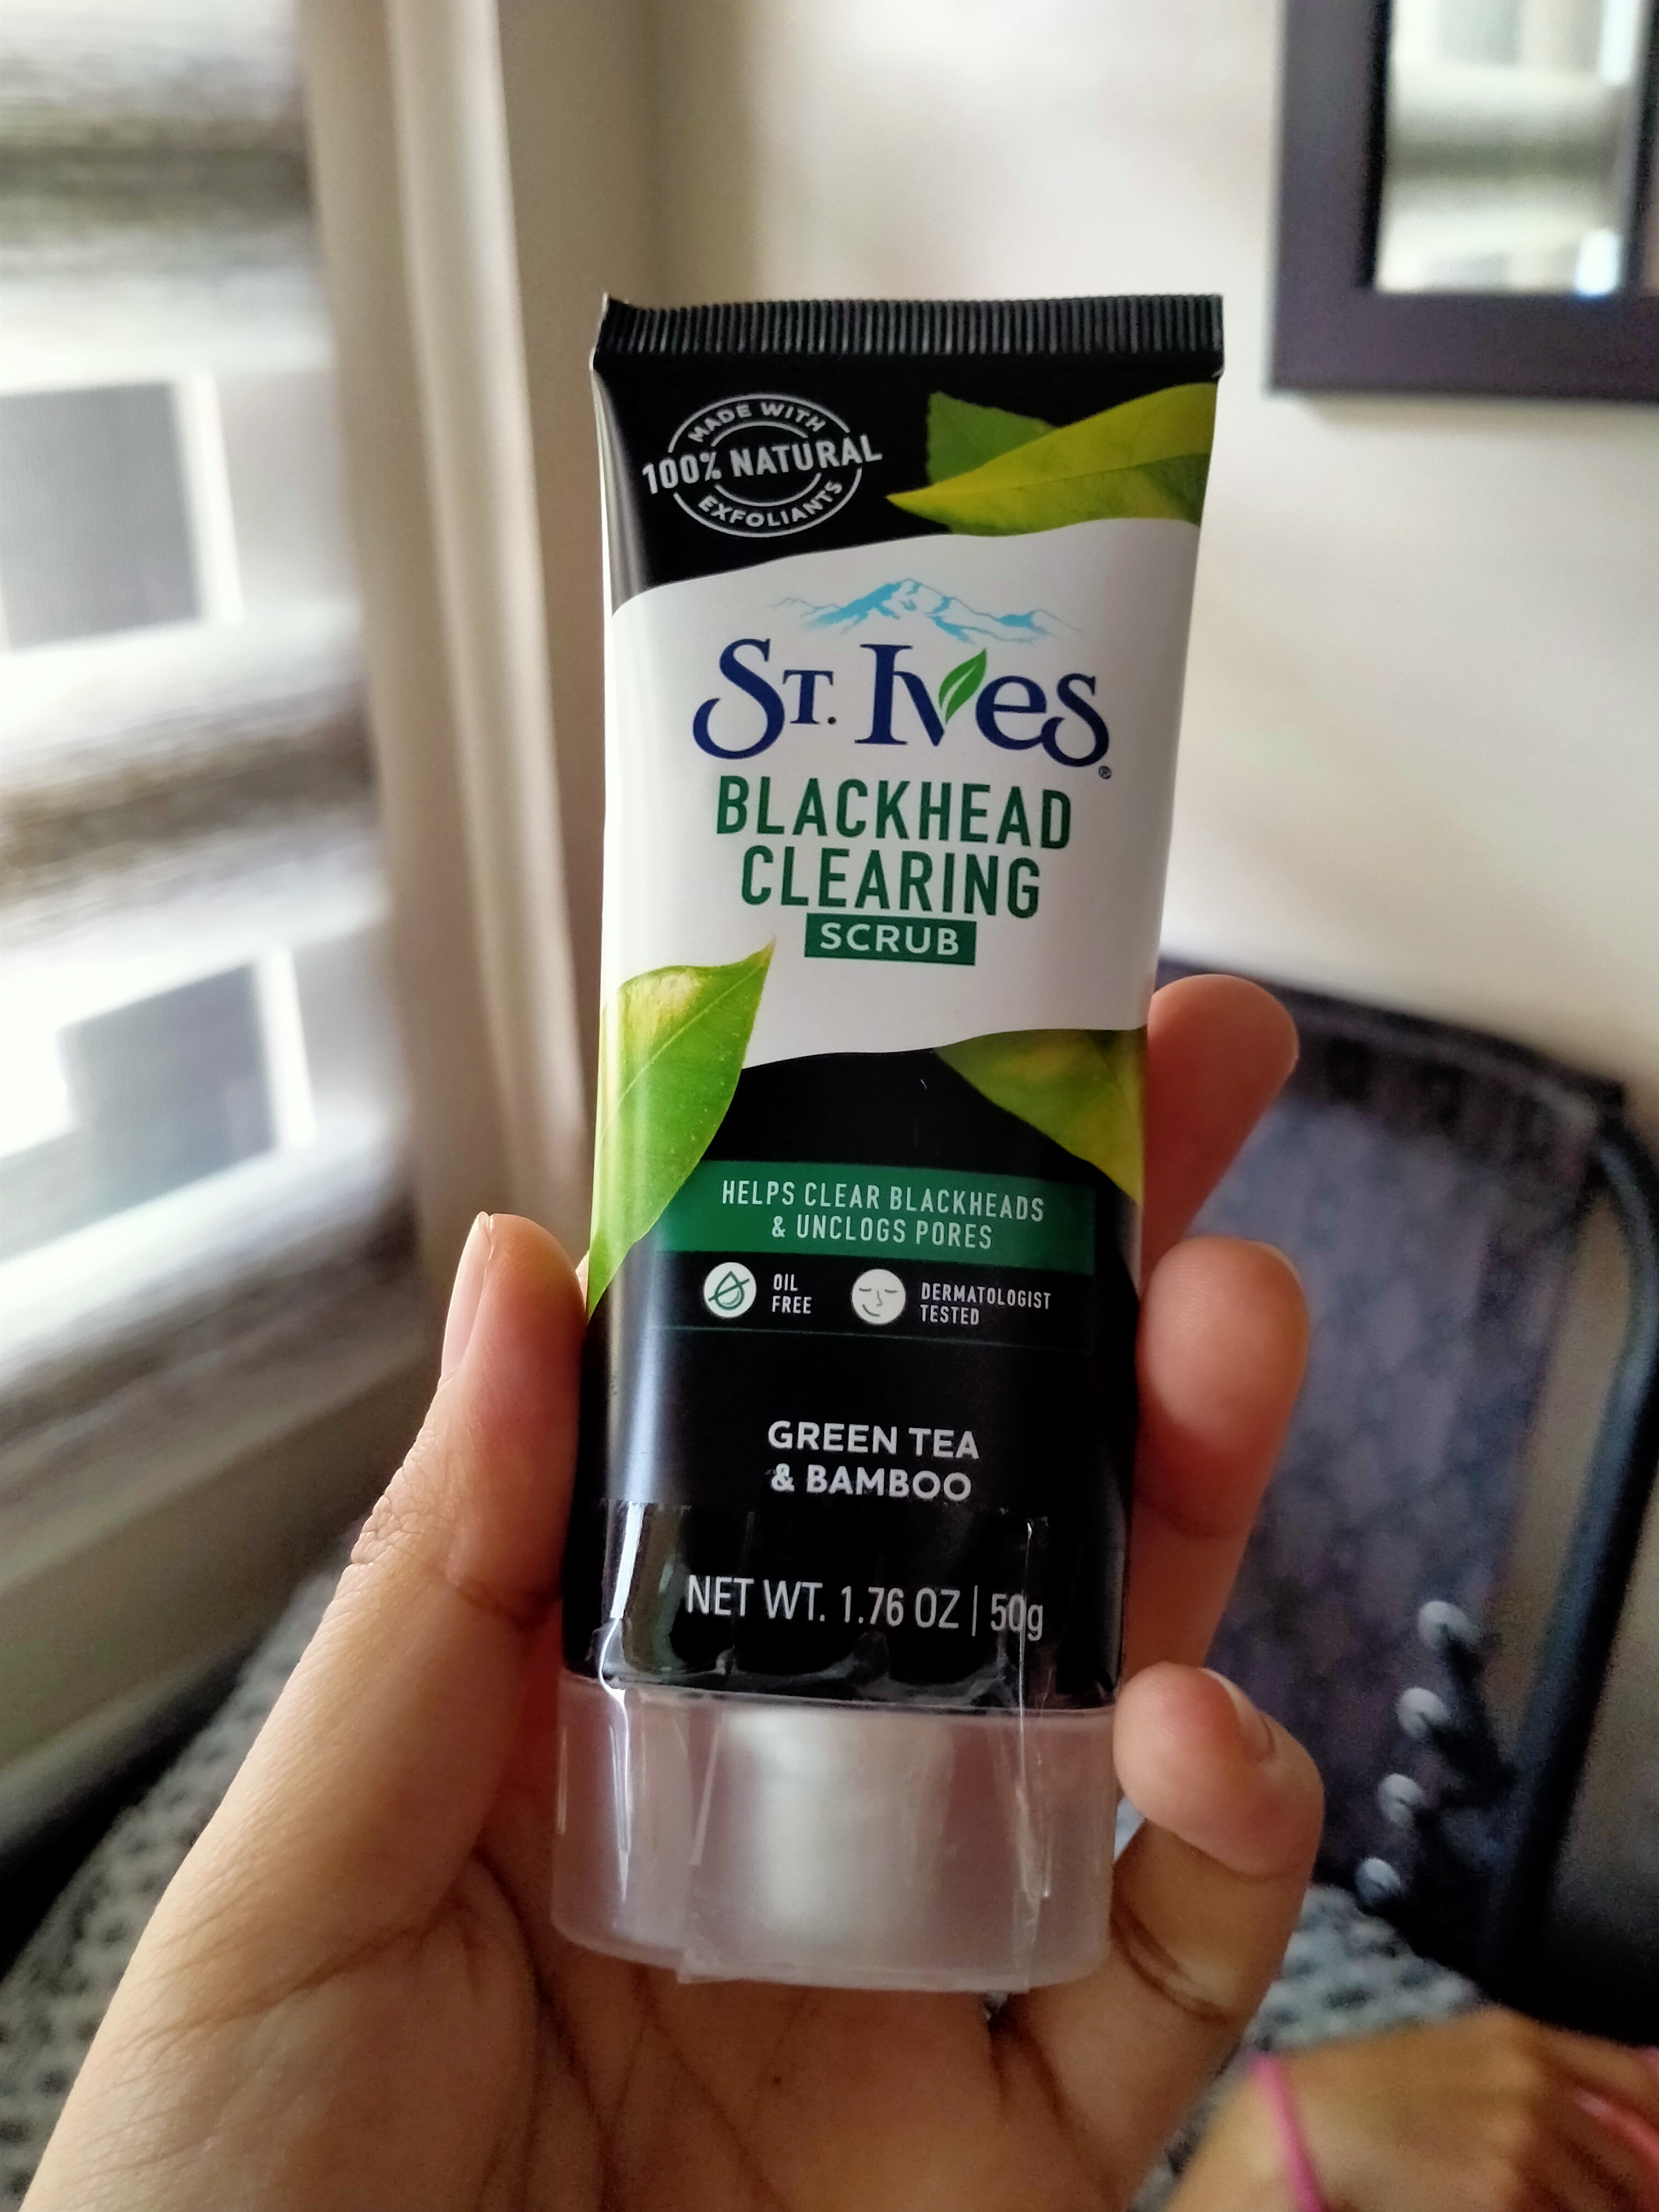 MADE WITH
100% NATURAL
EXFOLIANTS
ST. IVES®
BLACKHEAD
CLEARING
SCRUB
HELPS CLEAR BLACKHEADS
& UNCLOGS PORES
OIL
FREE
DERMATOLOGIST
TESTED
GREEN TEA
& BAMBOO
NET WT. 1.76 OZ | 50g